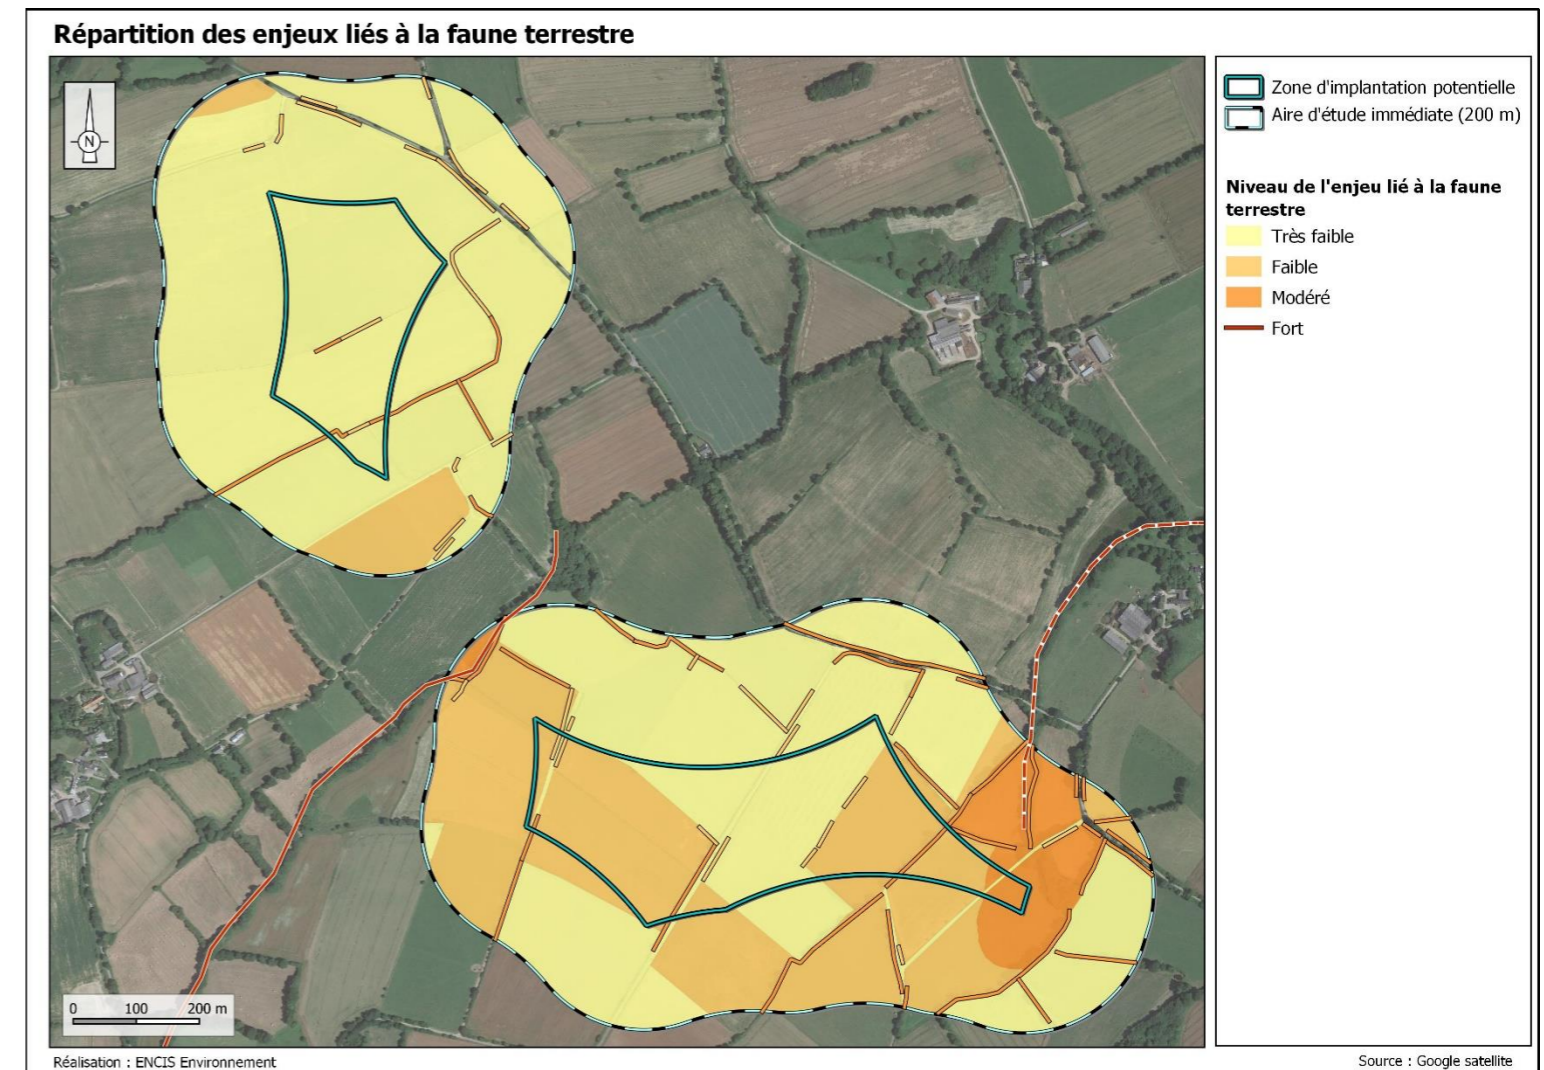 Répartition des enjeux liés à la faune terrestre
N
Zone d'implantation potentielle
Aire d'étude immédiate (200 m)
Niveau de l'enjeu lié à la faune
terrestre
Très faible
Faible
Modéré
Fort
0 100 200 m
Réalisation : ENCIS Environnement
Source : Google satellite